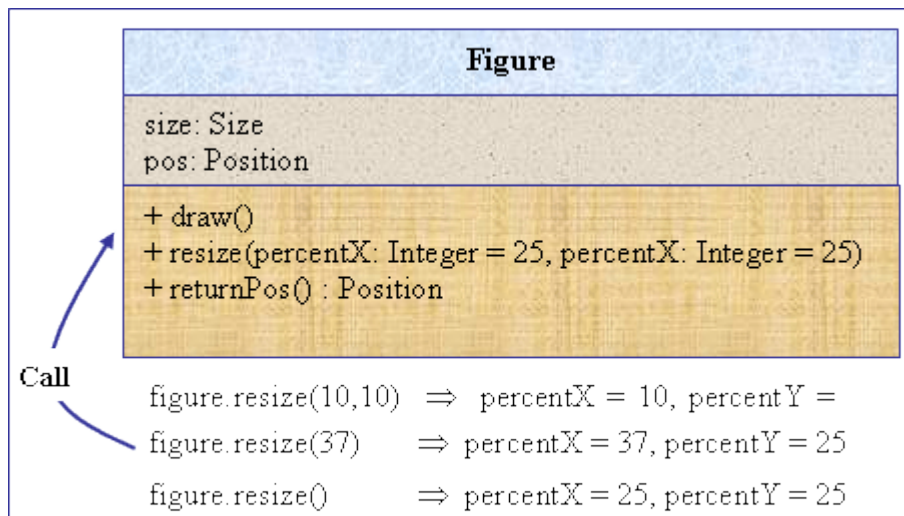 Figure
size: Size
pos: Position
+ draw()
+ resize(percentX: Integer = 25, percentX: Integer = 25)
+ returnPos() : Position
Call
figure.resize(10,10) ⇒ percentX = 10, percentY =
figure.resize(37) ⇒ percentX = 37, percentY = 25
figure.resize() ⇒ percentX = 25, percentY = 25